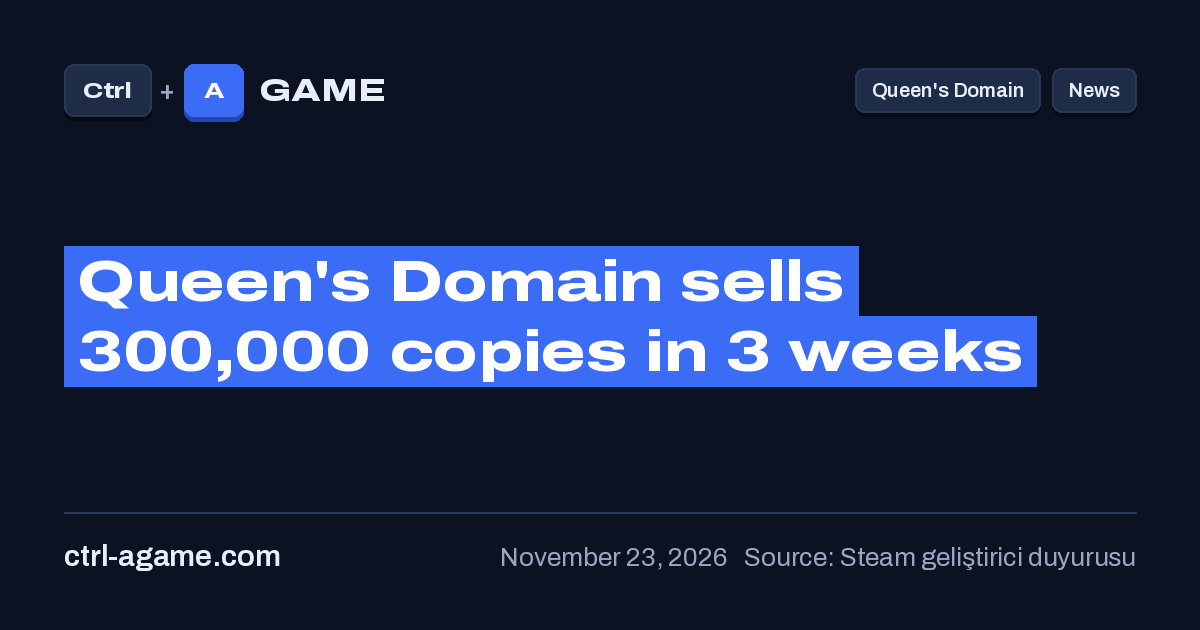 Ctrl + A GAME
Queen's Domain News
Queen's Domain sells
300,000 copies in 3 weeks
ctrl-agame.com
November 23, 2026 Source: Steam geliştirici duyurusu